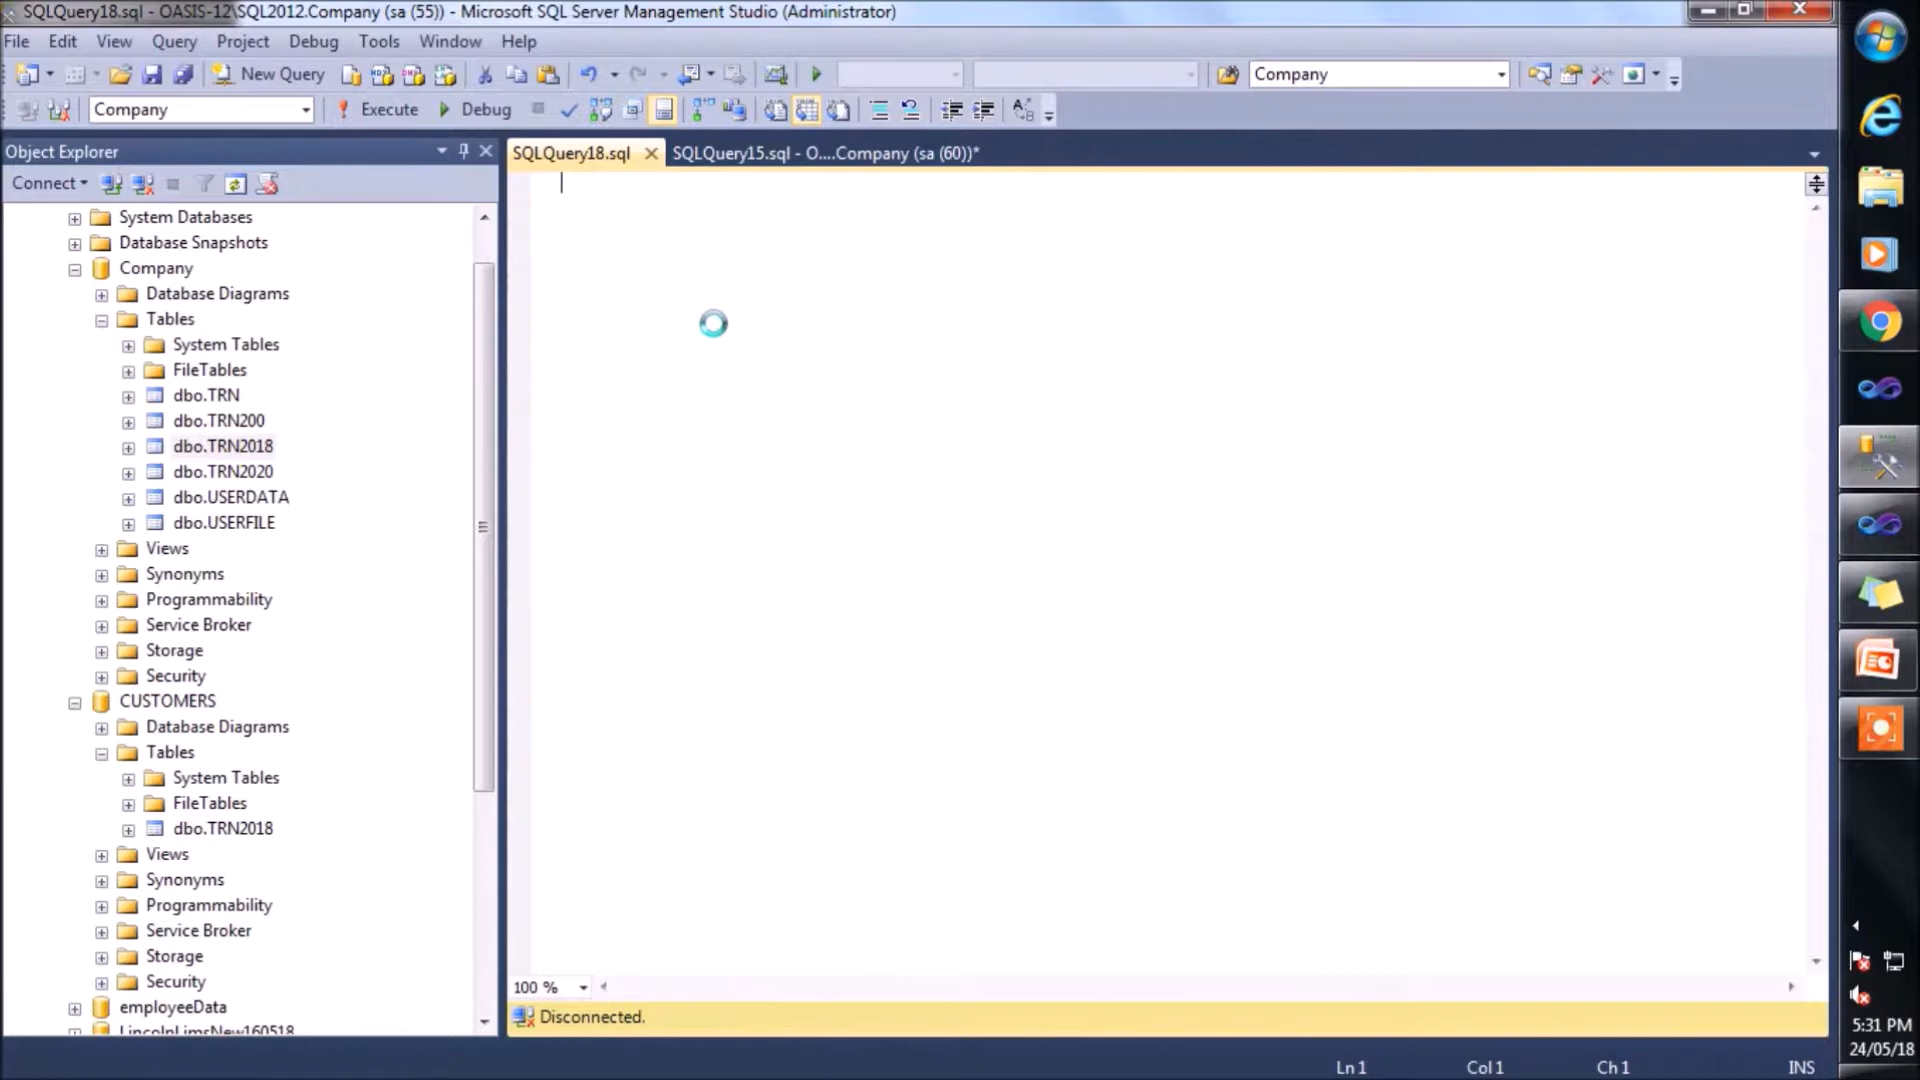 SQLQuery18.sql - OASIS-12\SQL2012.Company (sa (55)) - Microsoft SQL Server Management Studio (Administrator)
File Edit View Query Project Debug Tools Window Help
New Query Company
Company Execute Debug
Object Explorer
SQLQuery18.sql SQLQuery15.sql - O....Company (sa (60))*
Connect
System Databases
Database Snapshots
Company
Database Diagrams
Tables
System Tables
FileTables
dbo.TRN
dbo.TRN200
dbo.TRN2018
dbo.TRN2020
dbo.USERDATA
dbo.USERFILE
Views
Synonyms
Programmability
Service Broker
Storage
Security
CUSTOMERS
Database Diagrams
Tables
System Tables
FileTables
dbo.TRN2018
Views
Synonyms
Programmability
Service Broker
Storage
Security
employeeData
LincolnLimsNew160518
100 %
Disconnected.
Ln 1 Col 1 Ch 1 INS
5:31 PM
24/05/18